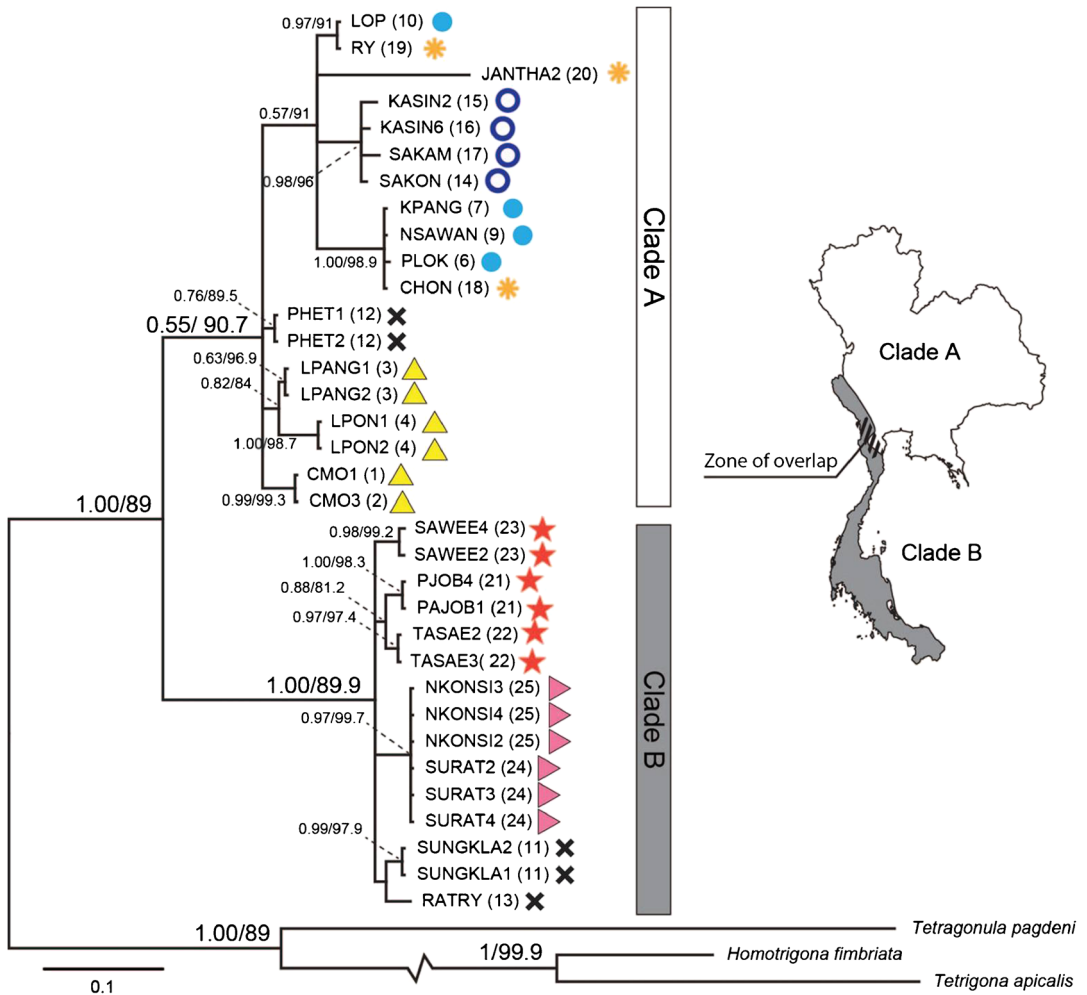 0.97/91
LOP (10)
RY (19)
JANTHA2 (20)
0.57/91
KASIN2 (15)
KASIN6 (16)
SAKAM (17)
0.98/96
SAKON (14)
KPANG (7)
NSAWAN (9)
1.00/98.9
PLOK (6)
CHON (18)
0.76/89.5
PHET1 (12)
0.55/ 90.7
PHET2 (12)
0.63/96.9
LPANG1 (3)
0.82/84
LPANG2 (3)
LPON1 (4)
1.00/98.7
LPON2 (4)
CMO1 (1)
0.99/99.3
CMO3 (2)
1.00/89
Clade A
0.98/99.2
SAWEE4 (23)
SAWEE2 (23)
1.00/98.3
PJOB4 (21)
0.88/81.2
PAJOB1 (21)
0.97/97.4
TASAE2 (22)
TASAE3( 22)
1.00/89.9
NKONSI3 (25)
0.97/99.7
NKONSI4 (25)
NKONSI2 (25)
SURAT2 (24)
SURAT3 (24)
SURAT4 (24)
0.99/97.9
SUNGKLA2 (11)
SUNGKLA1 (11)
RATRY (13)
Clade B
1.00/89
Tetragonula pagdeni
1/99.9
Homotrigona fimbriata
Tetrigona apicalis
0.1
Clade A
Zone of overlap
Clade B